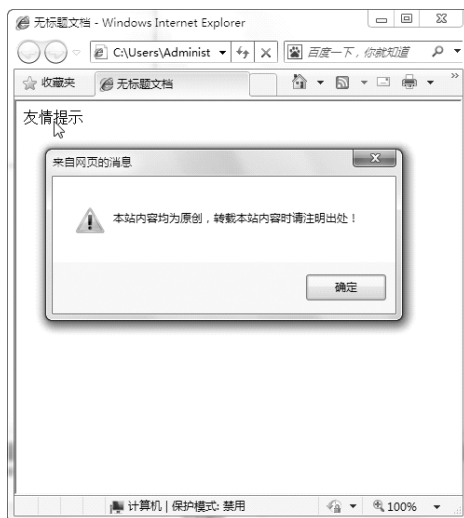 无标题文档 - Windows Internet Explorer
C:\Users\Administ
百度一下，你就知道
收藏夹
无标题文档
友情提示
来自网页的消息
本站内容均为原创，转载本站内容时请注明出处！
确定
计算机 | 保护模式: 禁用
100%